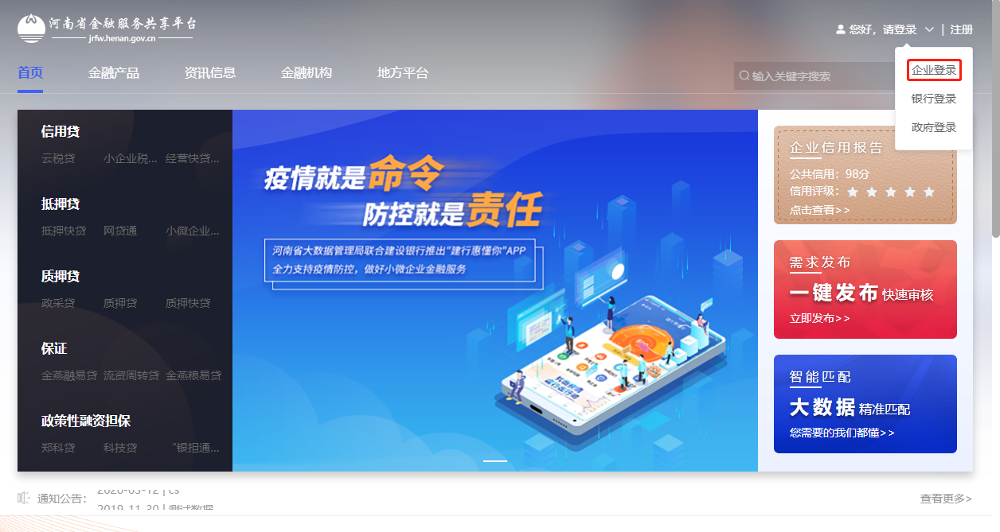 河南省金融服务共享平台
jrfw.henan.gov.cn
您好，请登录 | 注册
首页 金融产品 资讯信息 金融机构 地方平台
输入关键字搜索
企业登录
银行登录
政府登录
信用贷
云税贷 小企业税... 经营快贷...
抵押贷
抵押快贷 网贷通 小微企业...
质押贷
政采贷 质押贷 质押快贷
保证
金燕融易贷 流资周转贷 金燕粮易贷
政策性融资担保
郑科贷 科技贷 “银担通...
疫情就是命令
防控就是责任
河南省大数据管理局联合建设银行推出"建行惠懂你"APP
全力支持疫情防控，做好小微企业金融服务
企业信用报告
公共信用：98分
信用评级：
点击查看>>
需求发布
一键发布 快速审核
立即发布>>
智能匹配
大数据 精准匹配
您需要的我们都懂>>
通知公告：
2020-03-12 | cs
2019-11-30 | 测试数据
查看更多>